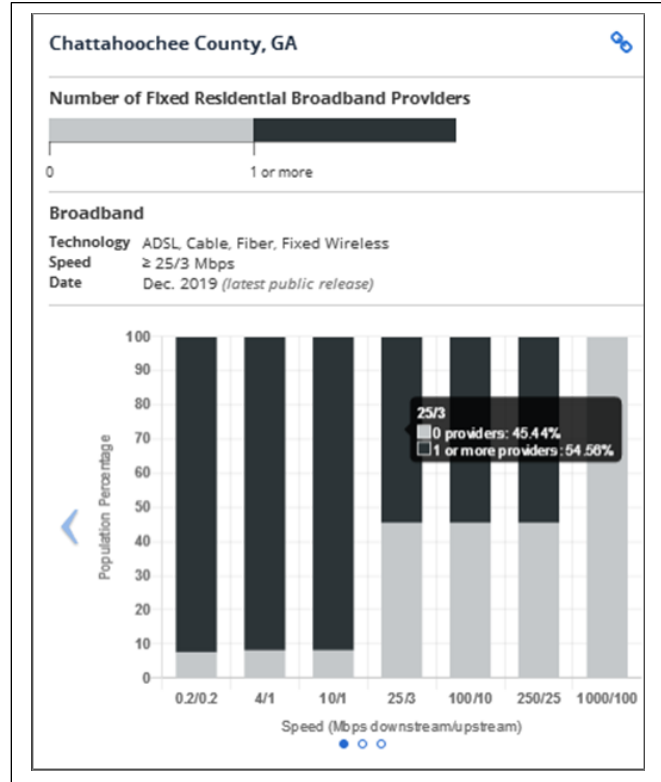 Chattahoochee County, GA
Number of Fixed Residential Broadband Providers
0 1 or more
Broadband
Technology ADSL, Cable, Fiber, Fixed Wireless
Speed ≥ 25/3 Mbps
Date Dec. 2019 (latest public release)
100
90
80
70
60
50
40
30
20
10
0
Population Percentage
25/3
0 providers: 45.44%
1 or more providers: 54.56%
0.2/0.2 4/1 10/1 25/3 100/10 250/25 1000/100
Speed (Mbps downstream/upstream)